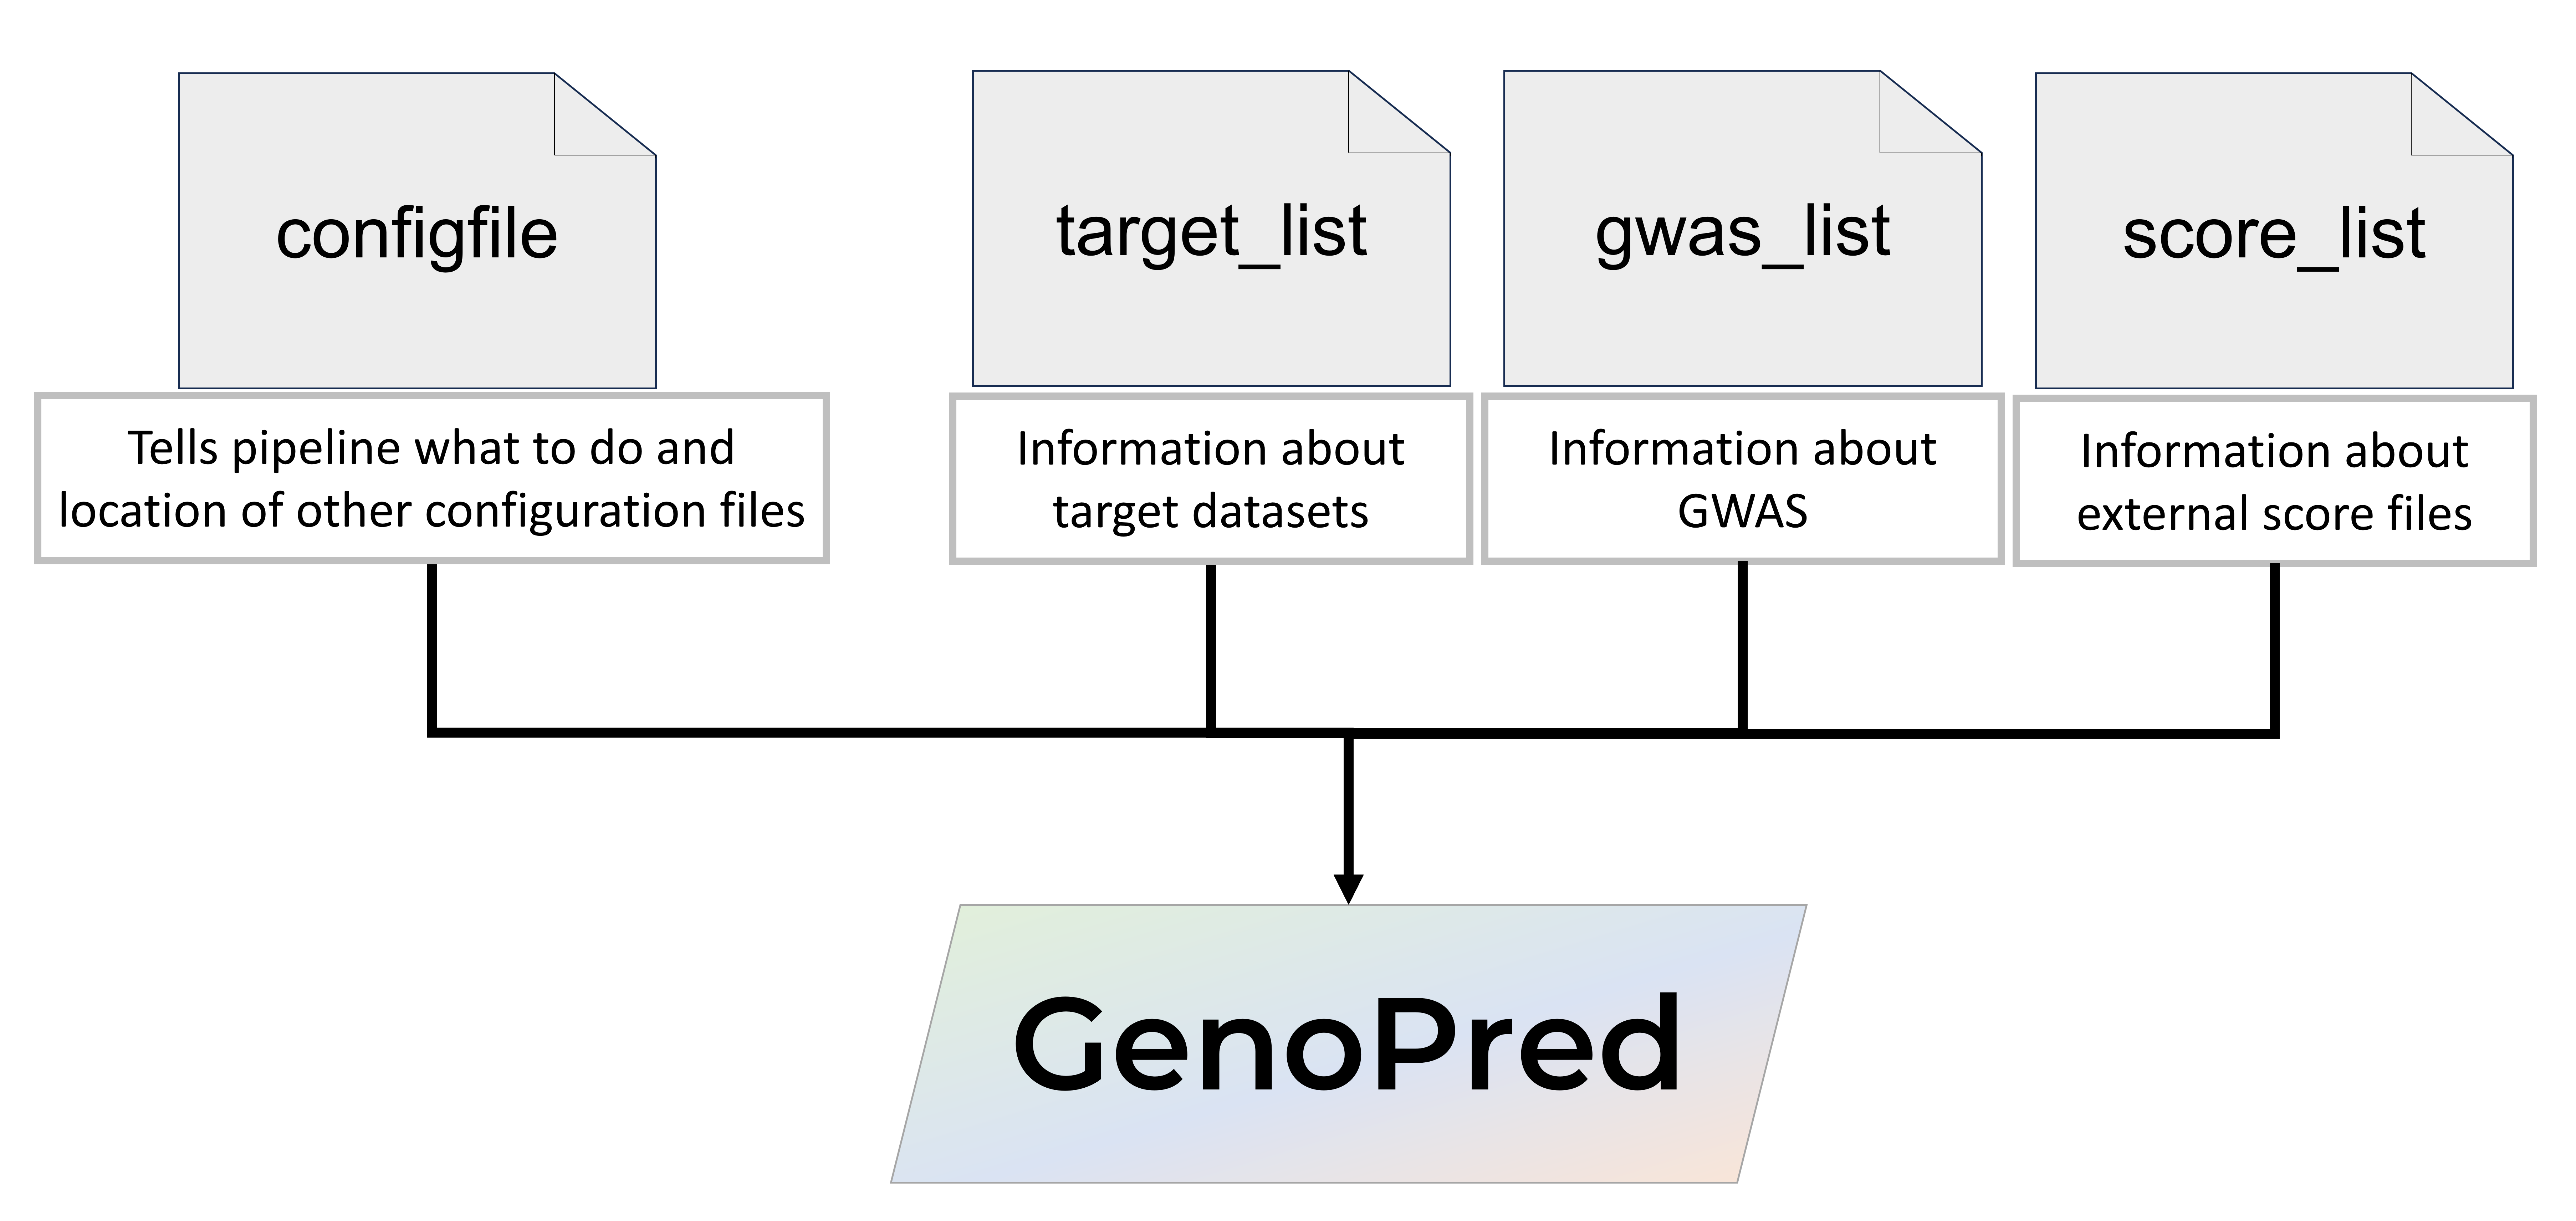 configfile
target_list
gwas_list
score_list
Tells pipeline what to do and
location of other configuration files
Information about
target datasets
Information about
GWAS
Information about
external score files
GenoPred